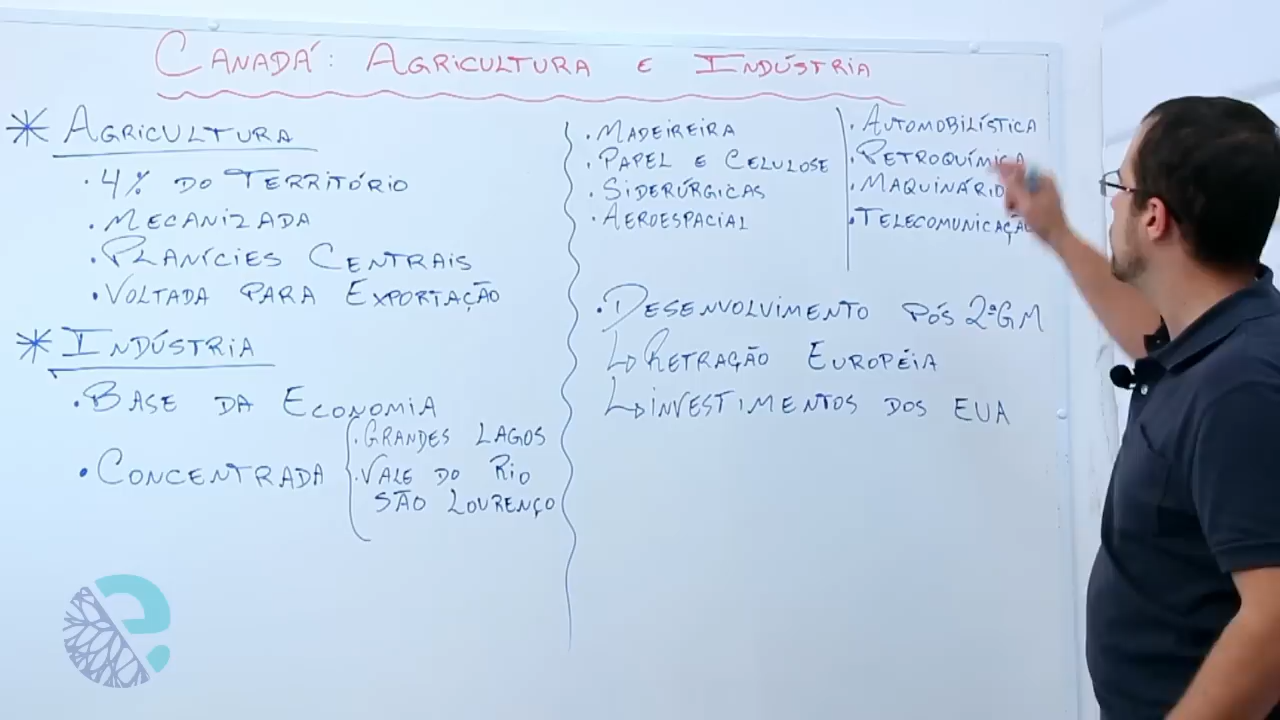 CANADÁ: AGRICULTURA E INDÚSTRIA
* AGRICULTURA
· 4% DO TERRITÓRIO
· MECANIZADA
· PLANÍCIES CENTRAIS
· VOLTADA PARA EXPORTAÇÃO
* INDÚSTRIA
· BASE DA ECONOMIA
· CONCENTRADA
· GRANDES LAGOS
· VALE DO RIO
SÃO LOURENÇO
· MADEIREIRA
· PAPEL E CELULOSE
· SIDERÚRGICAS
· AEROESPACIAL
· AUTOMOBILÍSTICA
· PETROQUÍMICA
· MAQUINÁRIO
· TELECOMUNICAÇÃO
· DESENVOLVIMENTO PÓS 2ªGM
↳ RETRAÇÃO EUROPÉIA
↳ INVESTIMENTOS DOS EUA